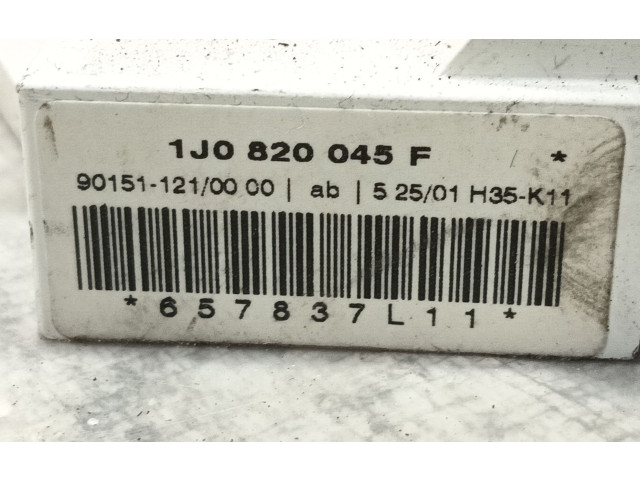 1J0 820 045 F *
90151-121/00 00 | ab | 5 25/01 H35-K11
*657837L11*